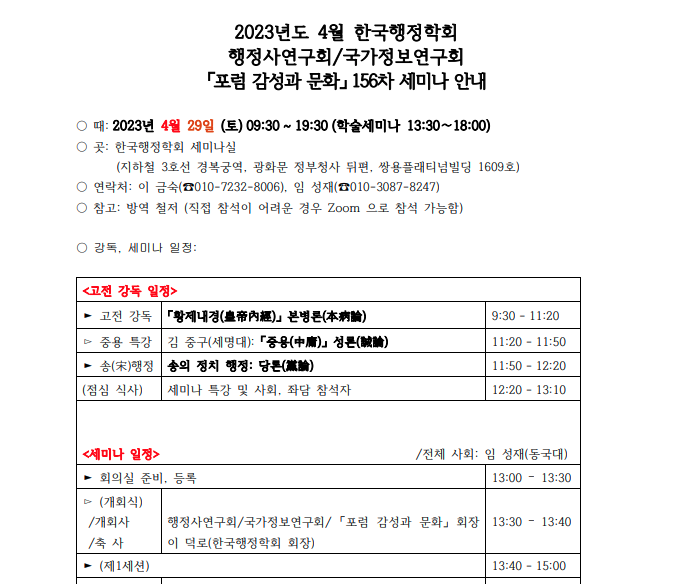 2023년도 4월 한국행정학회
행정사연구회/국가정보연구회
「포럼 감성과 문화」 156차 세미나 안내
○ 때: 2023년 4월 29일 (토) 09:30 ~ 19:30 (학술세미나 13:30～18:00)
○ 곳: 한국행정학회 세미나실
(지하철 3호선 경복궁역, 광화문 정부청사 뒤편, 쌍용플래티넘빌딩 1609호)
○ 연락처: 이 금숙(☎010-7232-8006), 임 성재(☎010-3087-8247)
○ 참고: 방역 철저 (직접 참석이 어려운 경우 Zoom 으로 참석 가능함)
○ 강독, 세미나 일정:
<고전 강독 일정>
► 고전 강독 「황제내경(皇帝內經)」 본병론(本病論) 9:30 - 11:20
▻ 중용 특강 김 중구(세명대): 「중용(中庸)」 성론(誠論) 11:20 - 11:50
► 송(宋)행정 송의 정치 행정: 당론(黨論) 11:50 - 12:20
(점심 식사) 세미나 특강 및 사회, 좌담 참석자 12:20 - 13:10
<세미나 일정> /전체 사회: 임 성재(동국대)
► 회의실 준비, 등록 13:00 - 13:30
▻ (개회식)
/개회사 행정사연구회/국가정보연구회/ 「포럼 감성과 문화」 회장 13:30 - 13:40
/축 사 이 덕로(한국행정학회 회장)
► (제1세션) 13:40 - 15:00